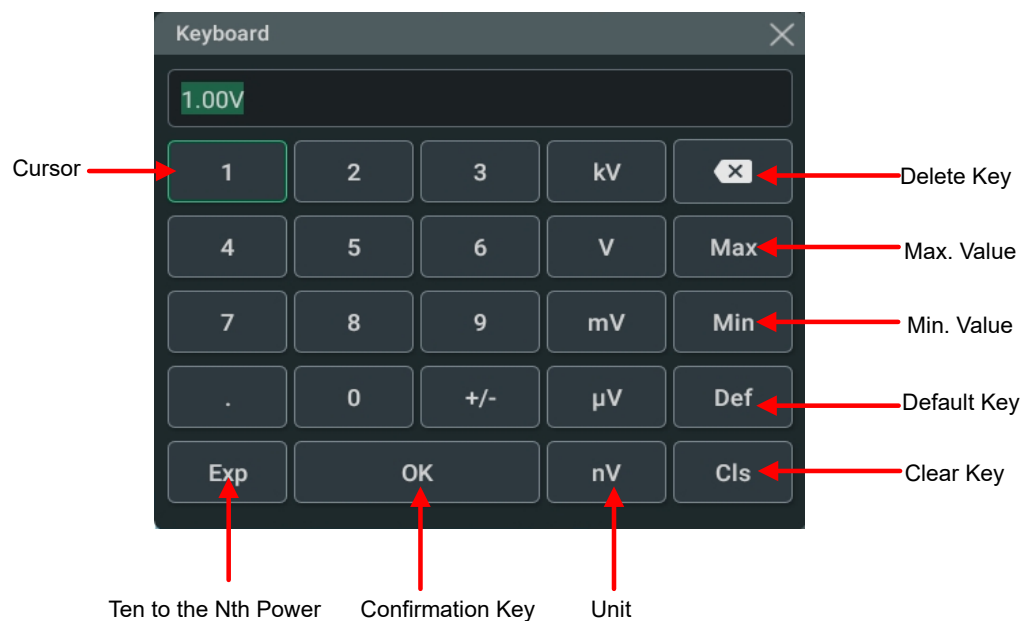 Keyboard
1.00V
Cursor
1 2 3 kV
Delete Key
4 5 6 V Max
Max. Value
7 8 9 mV Min
Min. Value
. 0 +/- µV Def
Default Key
Exp OK nV Cls
Clear Key
Ten to the Nth Power Confirmation Key Unit